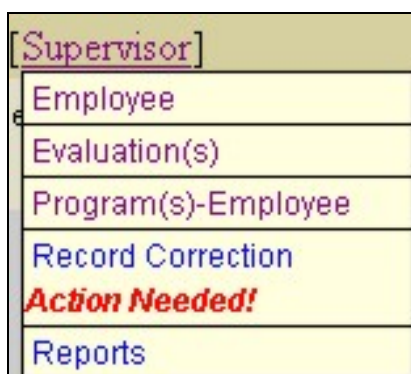 [Supervisor]
e
Employee
Evaluation(s)
Program(s)-Employee
Record Correction
Action Needed!
Reports